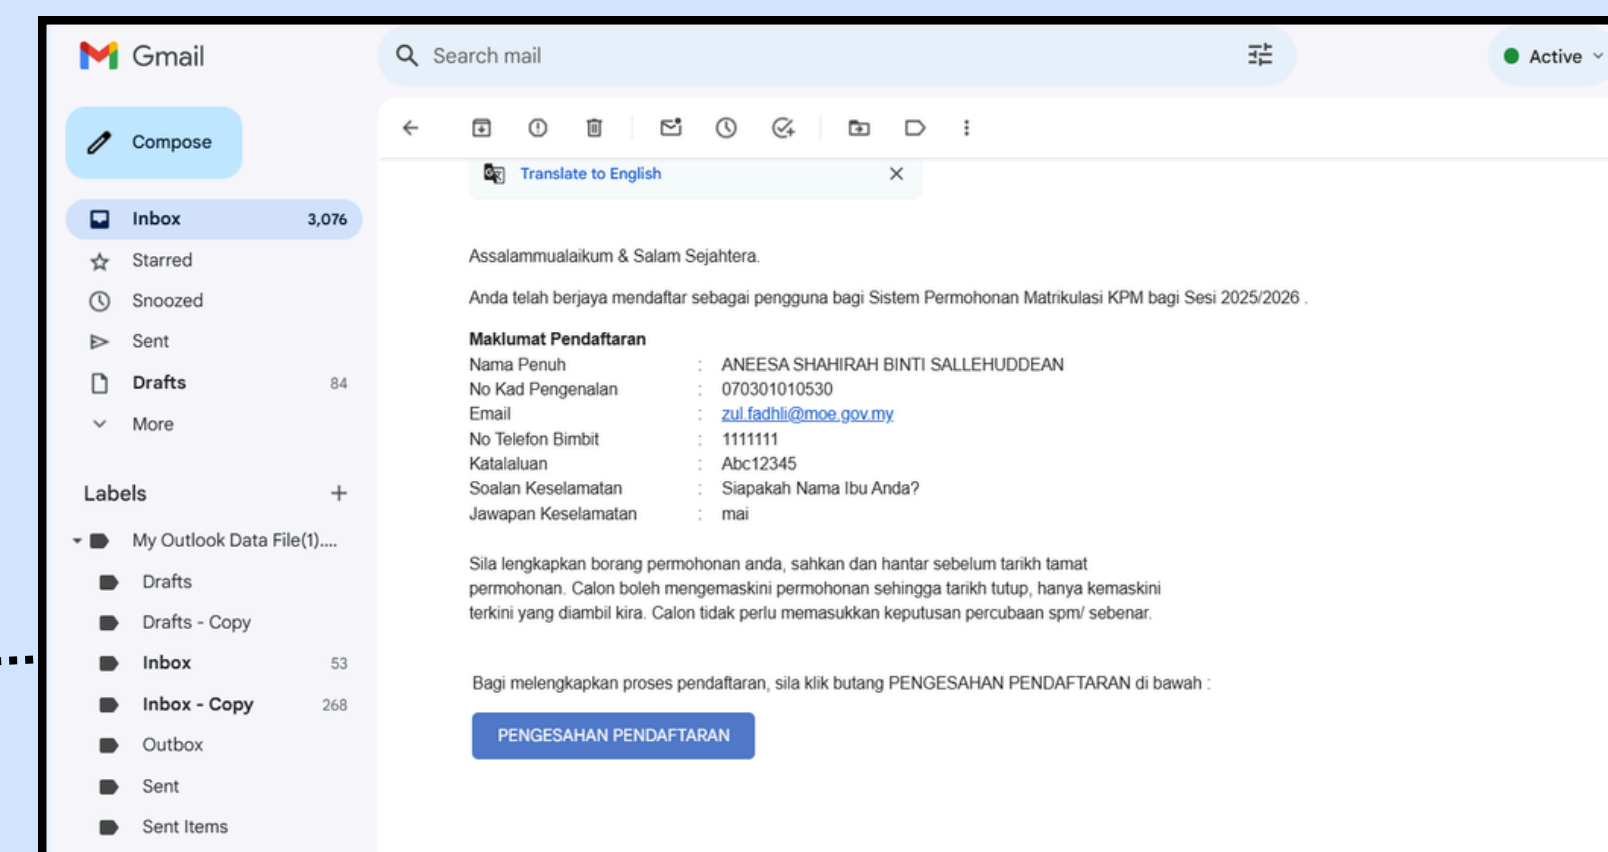 Gmail
Search mail
Active
Compose
Translate to English
Inbox 3,076
Starred
Snoozed
Sent
Drafts 84
More
Labels +
My Outlook Data File(1)....
Drafts
Drafts - Copy
Inbox 53
Inbox - Copy 268
Outbox
Sent
Sent Items
Assalammualaikum & Salam Sejahtera.
Anda telah berjaya mendaftar sebagai pengguna bagi Sistem Permohonan Matrikulasi KPM bagi Sesi 2025/2026 .
Maklumat Pendaftaran
Nama Penuh : ANEESA SHAHIRAH BINTI SALLEHUDDEAN
No Kad Pengenalan : 070301010530
Email : zul.fadhli@moe.gov.my
No Telefon Bimbit : 1111111
Katalaluan : Abc12345
Soalan Keselamatan : Siapakah Nama Ibu Anda?
Jawapan Keselamatan : mai
Sila lengkapkan borang permohonan anda, sahkan dan hantar sebelum tarikh tamat
permohonan. Calon boleh mengemaskini permohonan sehingga tarikh tutup, hanya kemaskini
terkini yang diambil kira. Calon tidak perlu memasukkan keputusan percubaan spm/ sebenar.
Bagi melengkapkan proses pendaftaran, sila klik butang PENGESAHAN PENDAFTARAN di bawah :
PENGESAHAN PENDAFTARAN